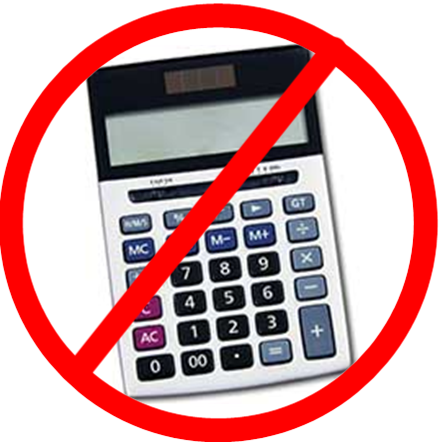 H/M/S % GT
MC M− M+ ÷
7 8 9 ×
C 4 5 6 −
AC 1 2 3 +
0 00 • =